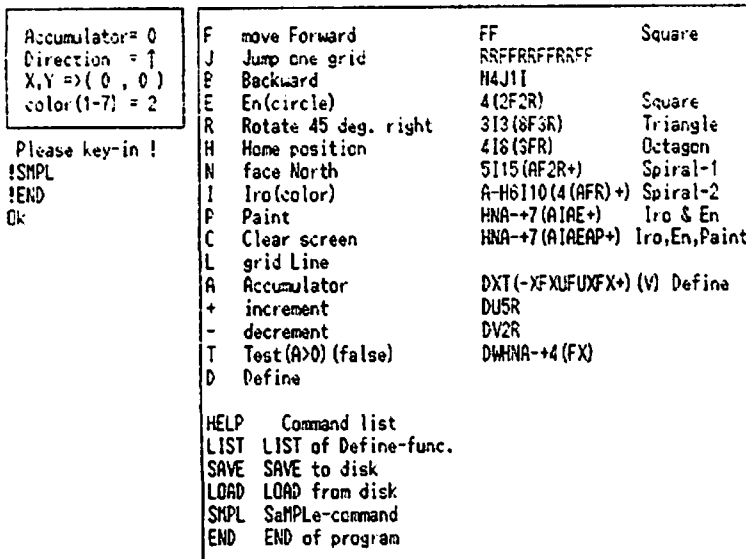 Accumulator= 0
Direction = ↑
X,Y =>( 0 , 0 )
color(1-7) = 2
Please key-in !
!SMPL
!END
Ok
F move Forward FF Square
J Jump one grid RRFFRRFFRRFF
B Backward H4J1I
E En(circle) 4(2F2R) Square
R Rotate 45 deg. right 3I3(8F3R) Triangle
H Home position 4I8(3FR) Octagon
N face North 5I15(AF2R+) Spiral-1
I Iro(color) A-H6I10(4(AFR)+) Spiral-2
P Paint HNA-+7(AIAE+) Iro & En
C Clear screen HNA-+7(AIAEAP+) Iro,En,Paint
L grid Line
A Accumulator DXT(-XFXUFUXFX+)(V) Define
+ increment DU5R
- decrement DV2R
T Test(A>0)(false) DWHNA-+4(FX)
D Define
HELP Command list
LIST LIST of Define-func.
SAVE SAVE to disk
LOAD LOAD from disk
SMPL SaMPLe-command
END END of program